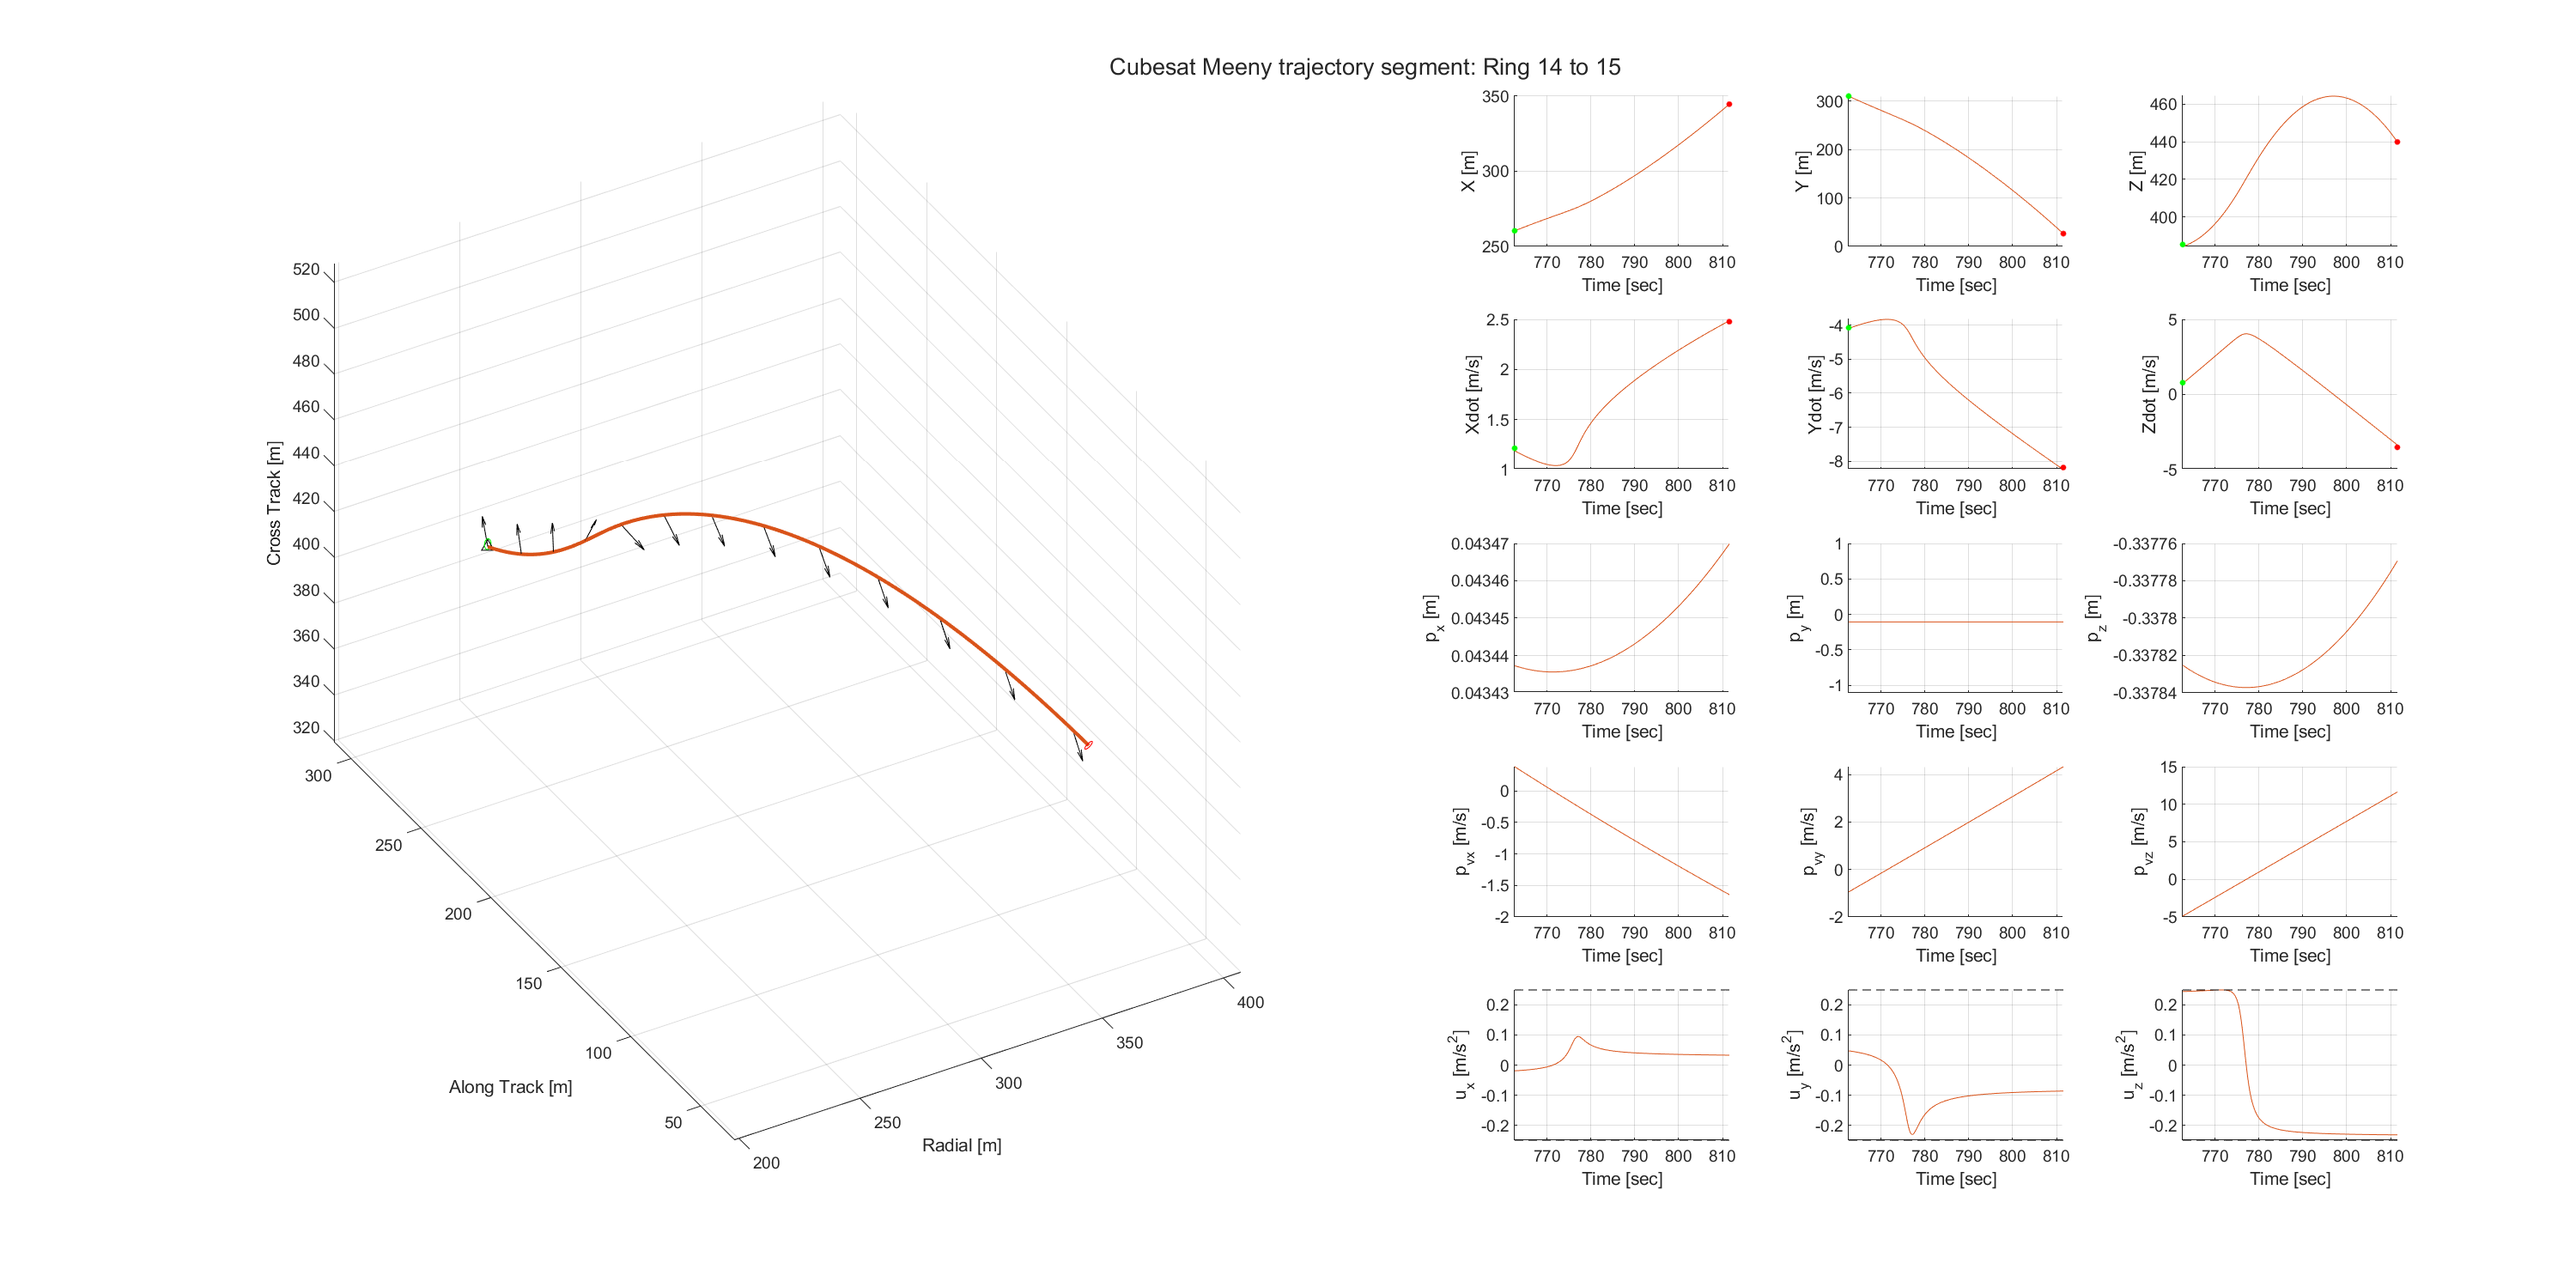 Cubesat Meeny trajectory segment: Ring 14 to 15
520
500
480
460
440
420
400
380
360
340
320
Cross Track [m]
300
250
200
150
100
50
Along Track [m]
200
250
300
350
400
Radial [m]
350
300
250
X [m]
770 780 790 800 810
Time [sec]
300
200
100
0
Y [m]
770 780 790 800 810
Time [sec]
460
440
420
400
Z [m]
770 780 790 800 810
Time [sec]
2.5
2
1.5
1
Xdot [m/s]
770 780 790 800 810
Time [sec]
-4
-5
-6
-7
-8
Ydot [m/s]
770 780 790 800 810
Time [sec]
5
0
-5
Zdot [m/s]
770 780 790 800 810
Time [sec]
0.04347
0.04346
0.04345
0.04344
0.04343
p_x [m]
770 780 790 800 810
Time [sec]
1
0.5
0
-0.5
-1
p_y [m]
770 780 790 800 810
Time [sec]
-0.33776
-0.33778
-0.3378
-0.33782
-0.33784
p_z [m]
770 780 790 800 810
Time [sec]
0
-0.5
-1
-1.5
-2
p_vx [m/s]
770 780 790 800 810
Time [sec]
4
2
0
-2
p_vy [m/s]
770 780 790 800 810
Time [sec]
15
10
5
0
-5
p_vz [m/s]
770 780 790 800 810
Time [sec]
0.2
0.1
0
-0.1
-0.2
u_x [m/s²]
770 780 790 800 810
Time [sec]
0.2
0.1
0
-0.1
-0.2
u_y [m/s²]
770 780 790 800 810
Time [sec]
0.2
0.1
0
-0.1
-0.2
u_z [m/s²]
770 780 790 800 810
Time [sec]